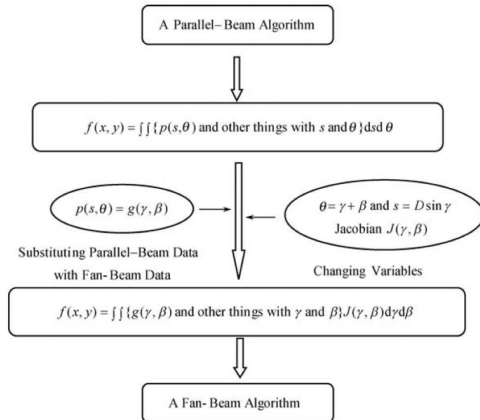 A Parallel-Beam Algorithm
f(x, y) = ∫ ∫ {p(s,θ) and other things with s and θ}dsd θ
p(s,θ) = g(γ, β)
θ = γ + β and s = D sin γ
Jacobian J(γ, β)
Substituting Parallel-Beam Data
with Fan-Beam Data
Changing Variables
f(x, y) = ∫ ∫ {g(γ, β) and other things with γ and β}J(γ, β)dγdβ
A Fan-Beam Algorithm